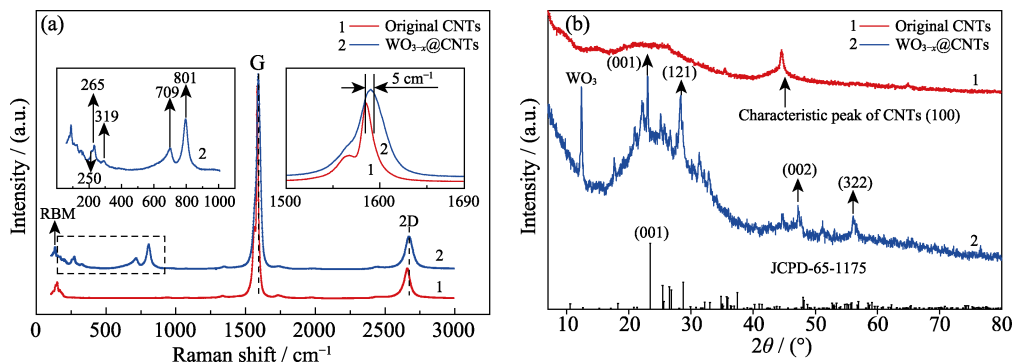 (a)
1 Original CNTs
2 WO₃₋ₓ@CNTs
G
265
319
709
801
250
2
200 400 600 800 1000
5 cm⁻¹
2
1
1500 1600 1690
RBM
2D
2
1
500 1000 1250 1500 2000 2500 3000
Raman shift / cm⁻¹
Intensity / (a.u.)
(b)
1 Original CNTs
2 WO₃₋ₓ@CNTs
WO₃
(001)
(121)
1
Characteristic peak of CNTs (100)
(002)
(322)
2
(001)
JCPD-65-1175
10 20 30 40 50 60 70 80
2θ / (°)
Intensity / (a.u.)